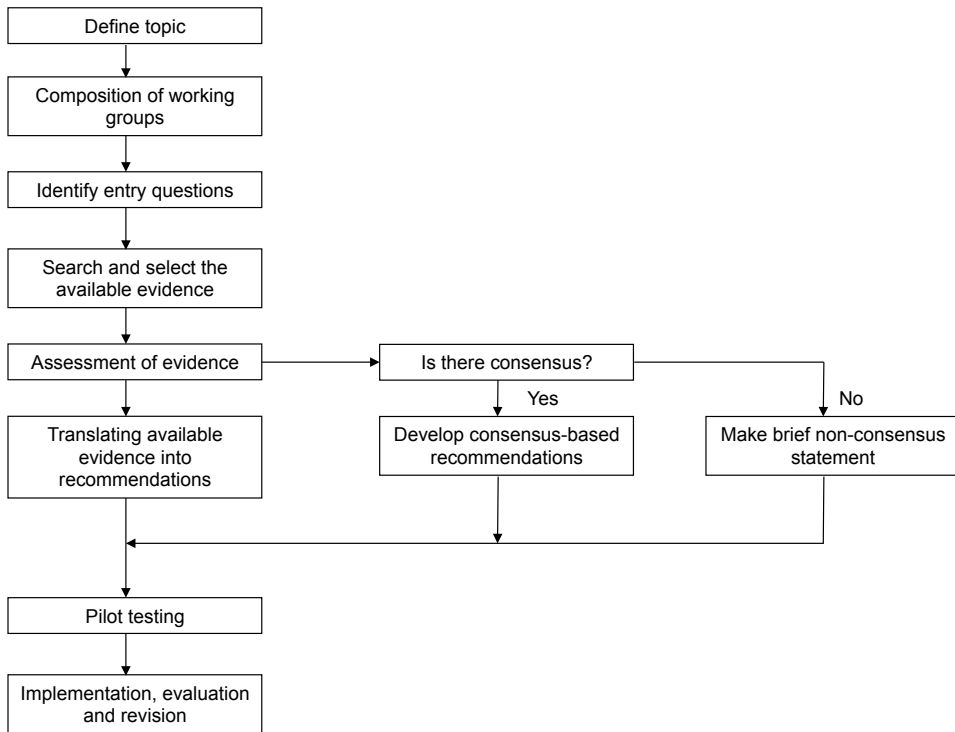 Define topic
Composition of working
groups
Identify entry questions
Search and select the
available evidence
Assessment of evidence
Is there consensus?
Yes
No
Translating available
evidence into
recommendations
Develop consensus-based
recommendations
Make brief non-consensus
statement
Pilot testing
Implementation, evaluation
and revision